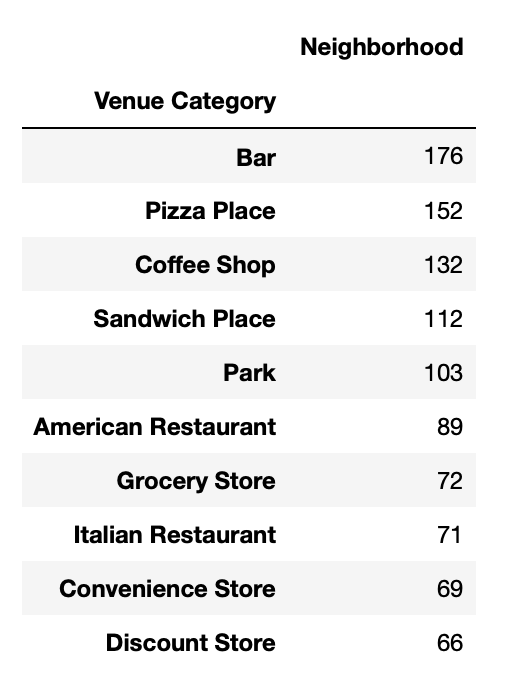 Neighborhood
Venue Category
Bar 176
Pizza Place 152
Coffee Shop 132
Sandwich Place 112
Park 103
American Restaurant 89
Grocery Store 72
Italian Restaurant 71
Convenience Store 69
Discount Store 66